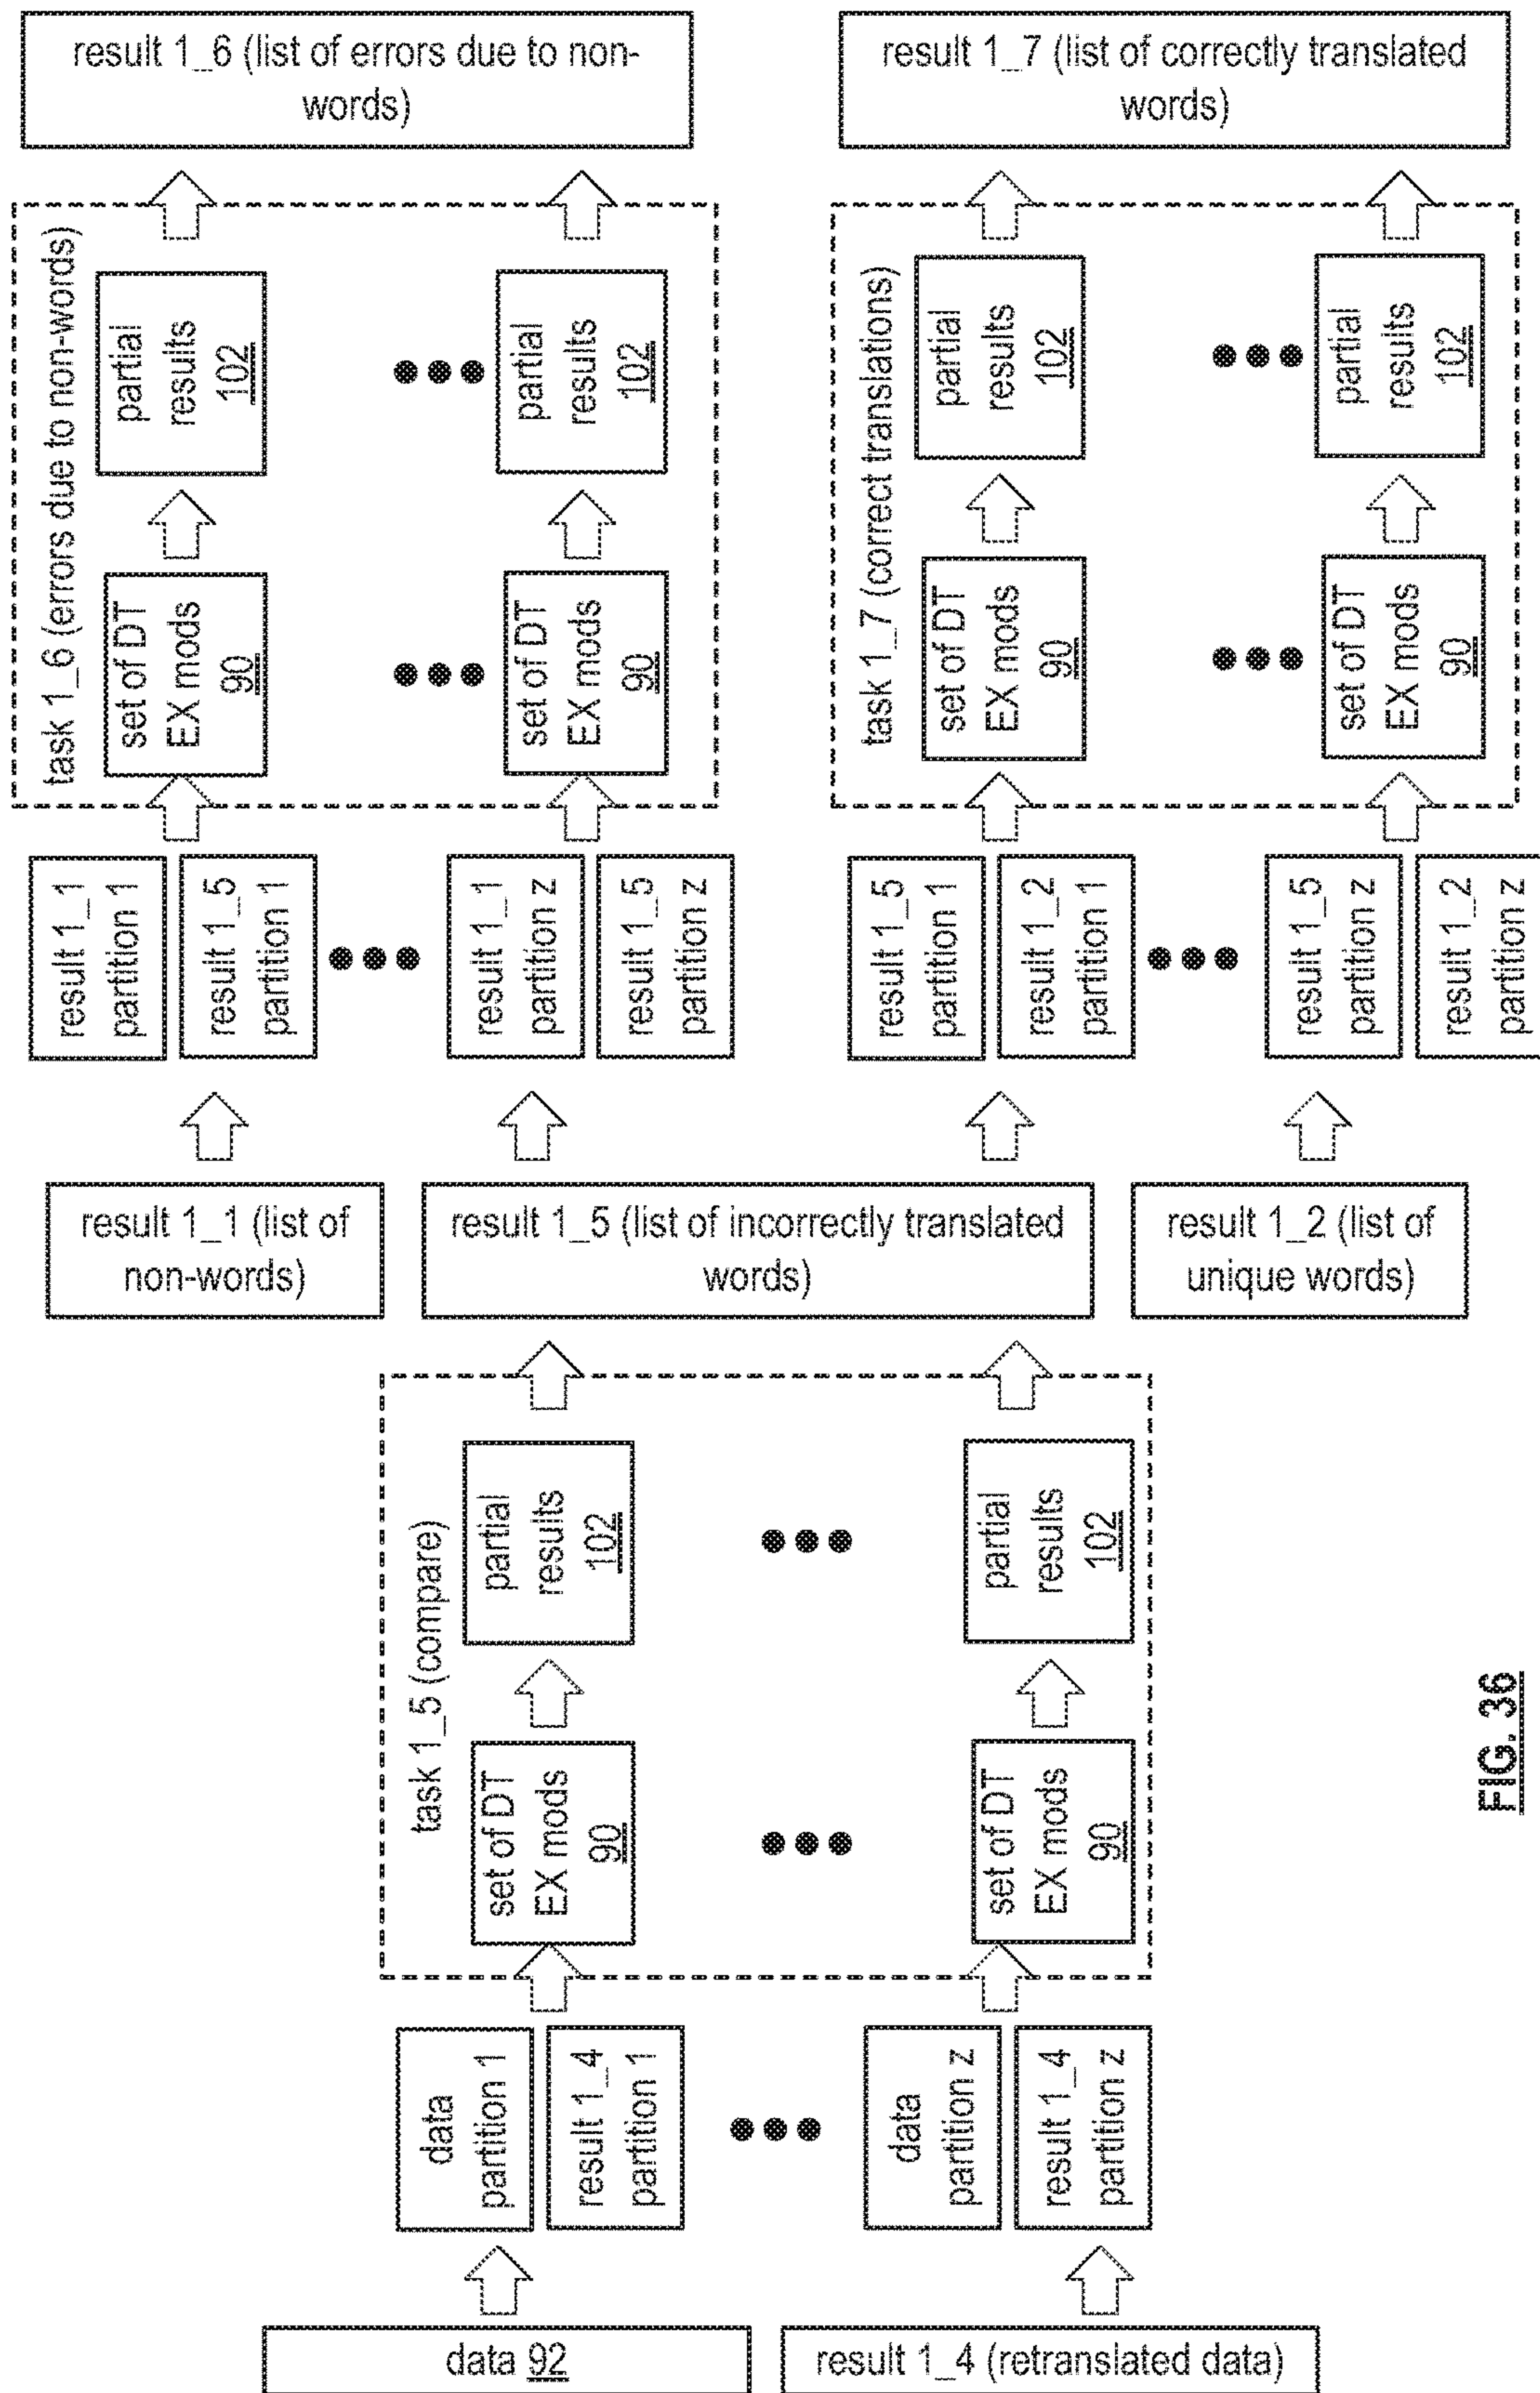 result 1_6 (list of errors due to non-
words)
result 1_7 (list of correctly translated
words)
task 1_6 (errors due to non-words)
partial
results
102
partial
results
102
set of DT
EX mods
90
set of DT
EX mods
90
task 1_7 (correct translations)
partial
results
102
partial
results
102
set of DT
EX mods
90
set of DT
EX mods
90
result 1_1
partition 1
result 1_5
partition 1
result 1_1
partition z
result 1_5
partition z
result 1_5
partition 1
result 1_2
partition 1
result 1_5
partition z
result 1_2
partition z
result 1_1 (list of
non-words)
result 1_5 (list of incorrectly translated
words)
result 1_2 (list of
unique words)
task 1_5 (compare)
partial
results
102
partial
results
102
set of DT
EX mods
90
set of DT
EX mods
90
data
partition 1
result 1_4
partition 1
data
partition z
result 1_4
partition z
data 92
result 1_4 (retranslated data)
FIG. 36